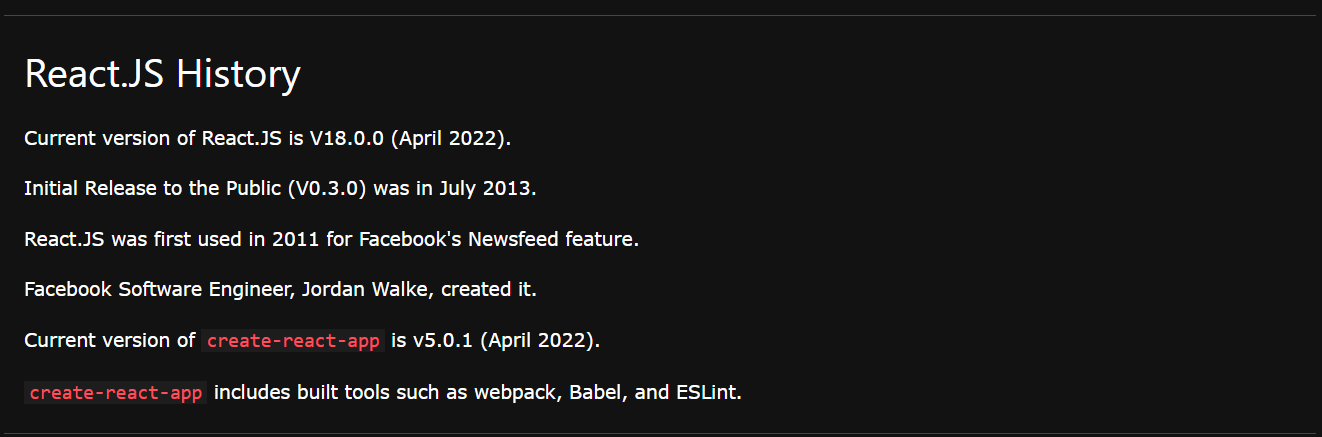 React.JS History
Current version of React.JS is V18.0.0 (April 2022).
Initial Release to the Public (V0.3.0) was in July 2013.
React.JS was first used in 2011 for Facebook's Newsfeed feature.
Facebook Software Engineer, Jordan Walke, created it.
Current version of create-react-app is v5.0.1 (April 2022).
create-react-app includes built tools such as webpack, Babel, and ESLint.